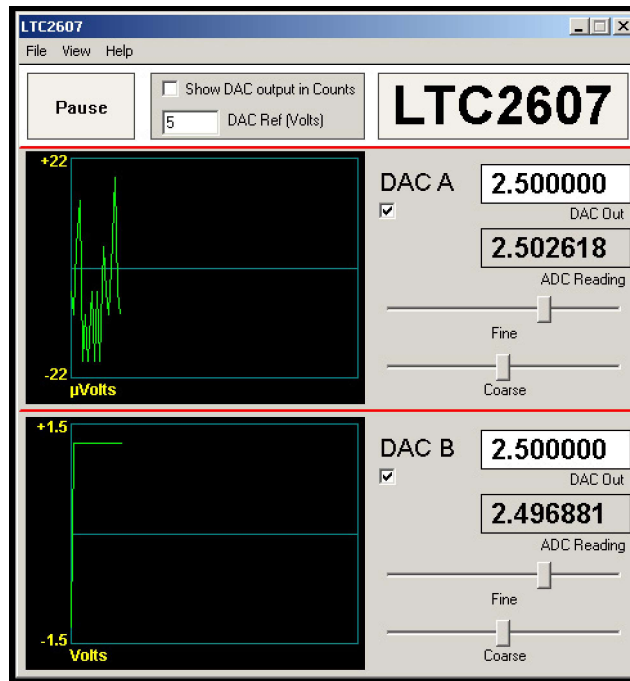 LTC2607
File View Help
Pause
Show DAC output in Counts
5 DAC Ref (Volts)
LTC2607
+22
-22
µVolts
DAC A
2.500000
DAC Out
2.502618
ADC Reading
Fine
Coarse
+1.5
-1.5
Volts
DAC B
2.500000
DAC Out
2.496881
ADC Reading
Fine
Coarse